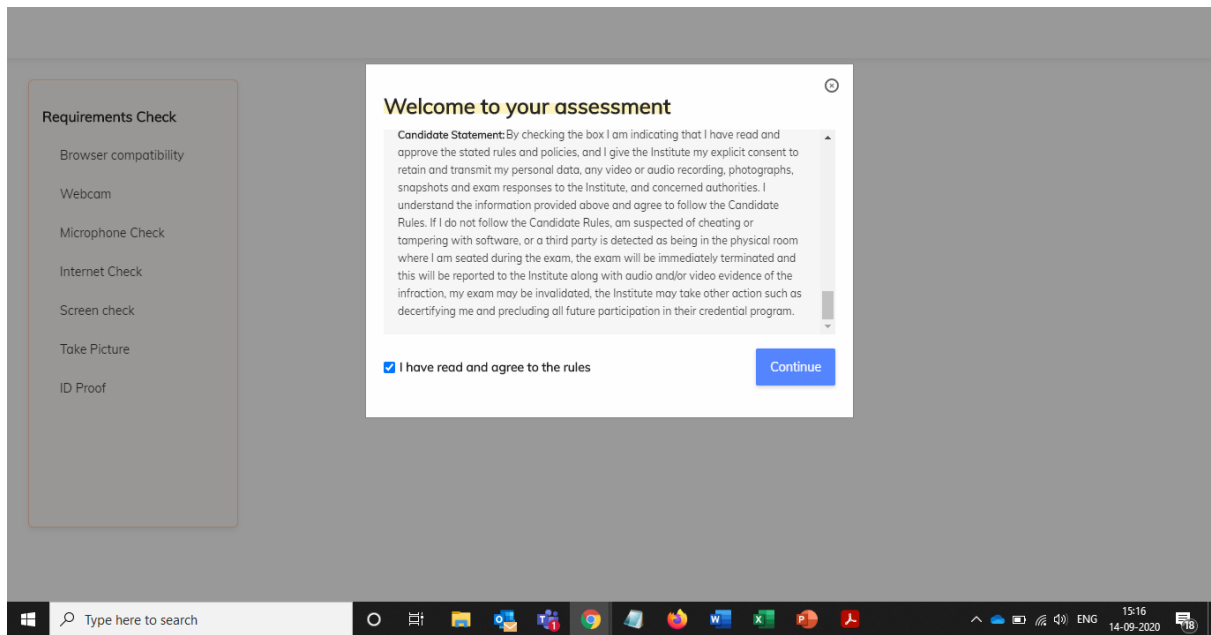 Requirements Check
Browser compatibility
Webcam
Microphone Check
Internet Check
Screen check
Take Picture
ID Proof
Welcome to your assessment
Candidate Statement: By checking the box I am indicating that I have read and
approve the stated rules and policies, and I give the Institute my explicit consent to
retain and transmit my personal data, any video or audio recording, photographs,
snapshots and exam responses to the Institute, and concerned authorities. I
understand the information provided above and agree to follow the Candidate
Rules. If I do not follow the Candidate Rules, am suspected of cheating or
tampering with software, or a third party is detected as being in the physical room
where I am seated during the exam, the exam will be immediately terminated and
this will be reported to the Institute along with audio and/or video evidence of the
infraction, my exam may be invalidated, the Institute may take other action such as
decertifying me and precluding all future participation in their credential program.
I have read and agree to the rules
Continue
Type here to search
ENG
15:16
14-09-2020
18